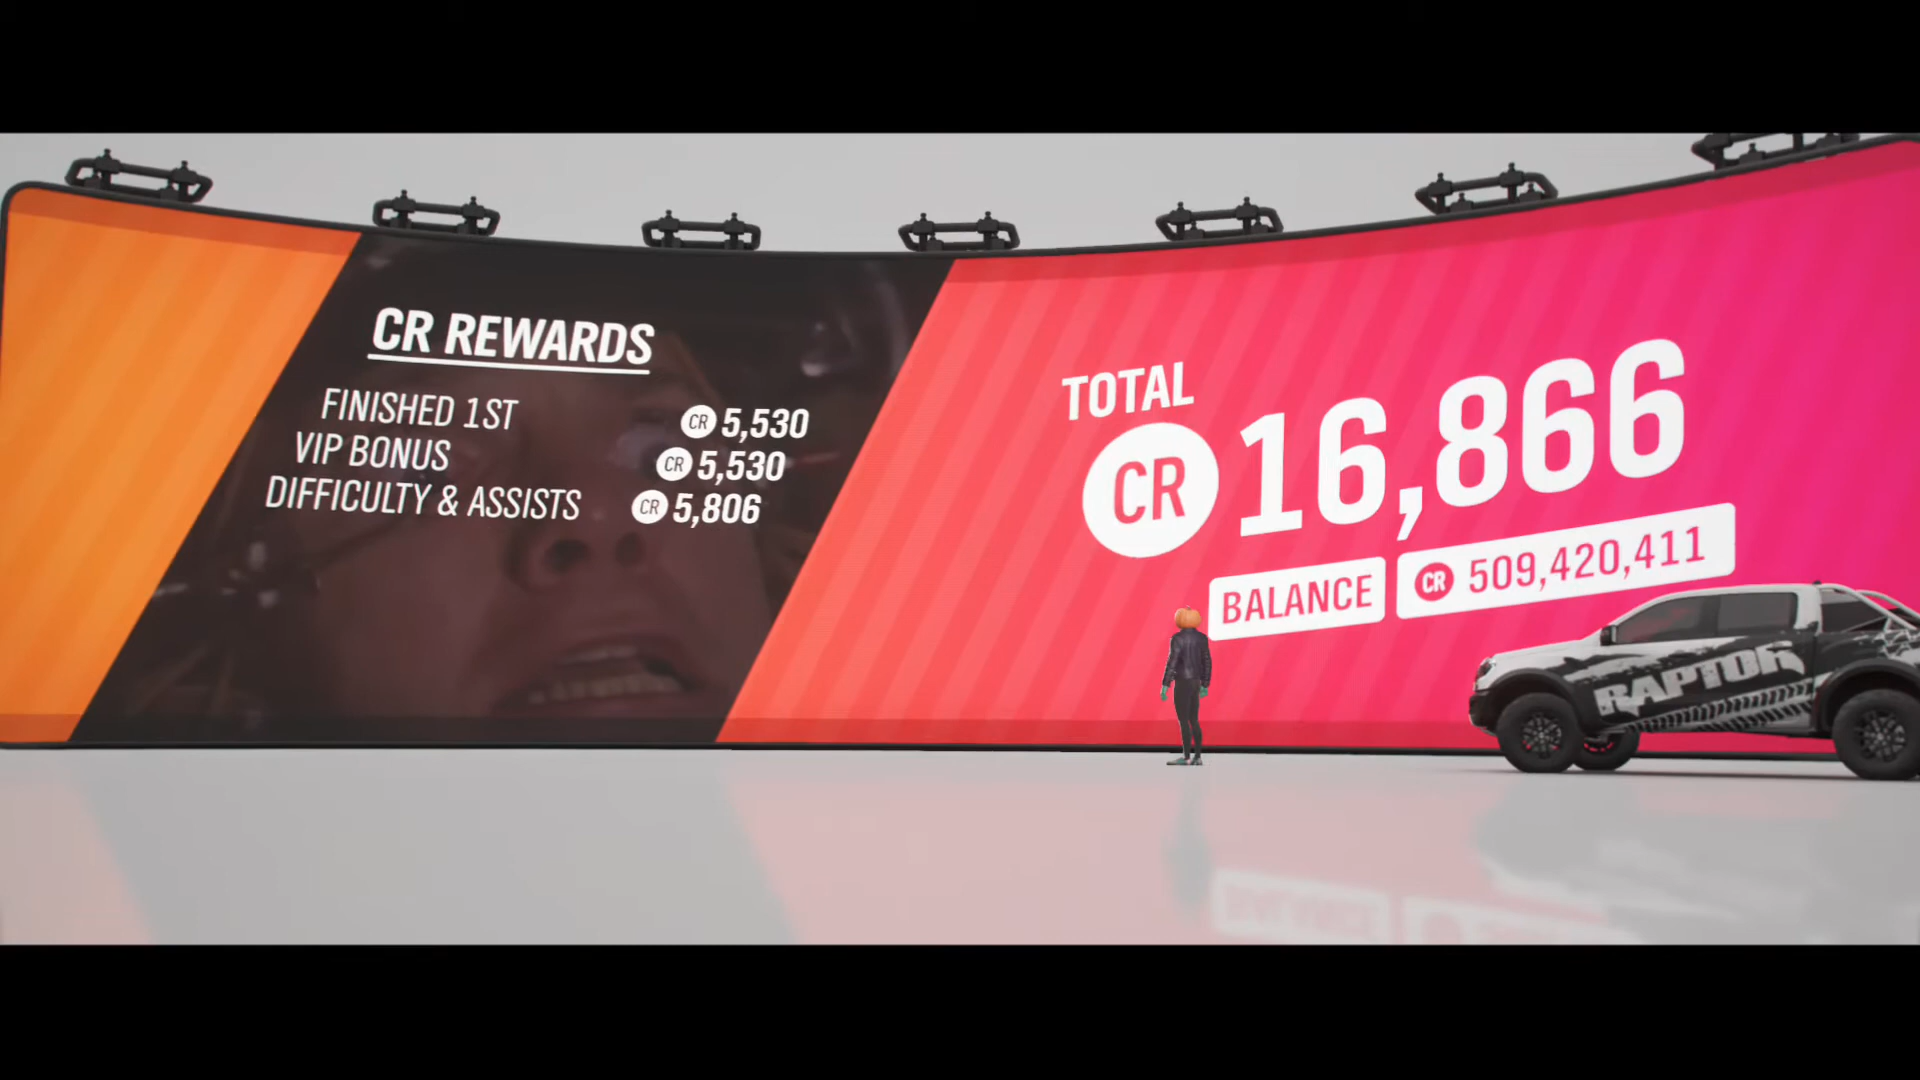 CR REWARDS
FINISHED 1ST CR 5,530
VIP BONUS CR 5,530
DIFFICULTY & ASSISTS CR 5,806
TOTAL
CR 16,866
BALANCE CR 509,420,411
RAPTOR